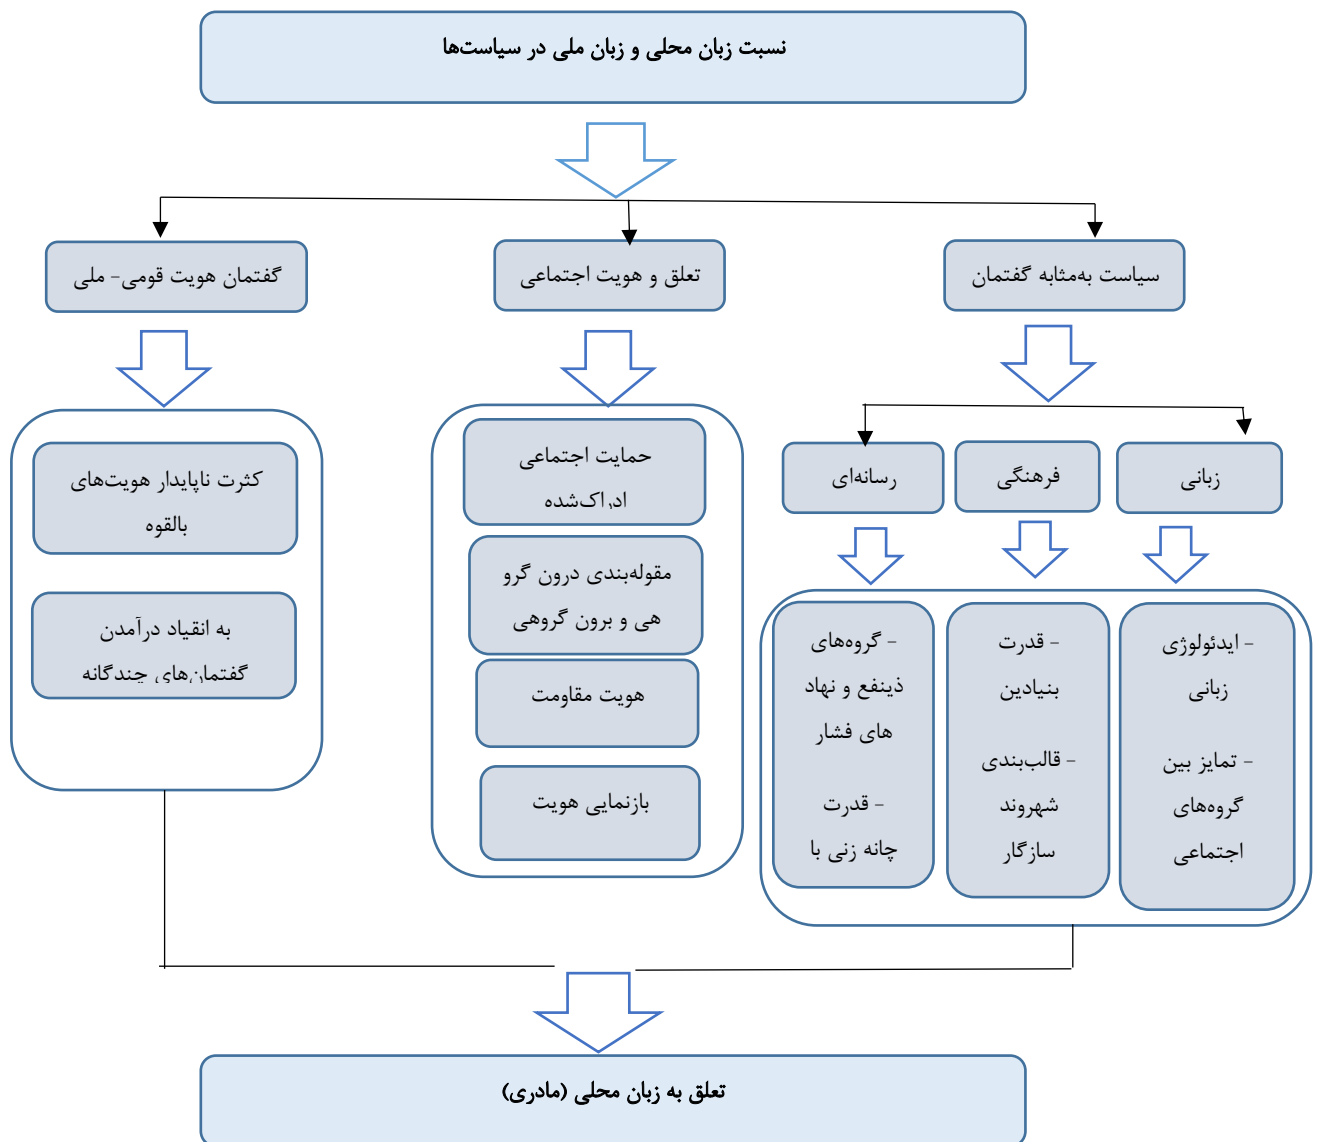 نسبت زبان محلی و زبان ملی در سیاست‌ها
سیاست به‌مثابه گفتمان
تعلق و هویت اجتماعی
گفتمان هویت قومی- ملی
زبانی
فرهنگی
رسانه‌ای
- ایدئولوژی
زبانی
- تمایز بین
گروه‌های
اجتماعی
- قدرت
بنیادین
- قالب‌بندی
شهروند
سازگار
- گروه‌های
ذینفع و نهاد
های فشار
- قدرت
چانه زنی با
حمایت اجتماعی
ادراک‌شده
مقوله‌بندی درون گرو
هی و برون گروهی
هویت مقاومت
بازنمایی هویت
کثرت ناپایدار هویت‌های
بالقوه
به انقیاد درآمدن
گفتمان‌های چندگانه
تعلق به زبان محلی (مادری)